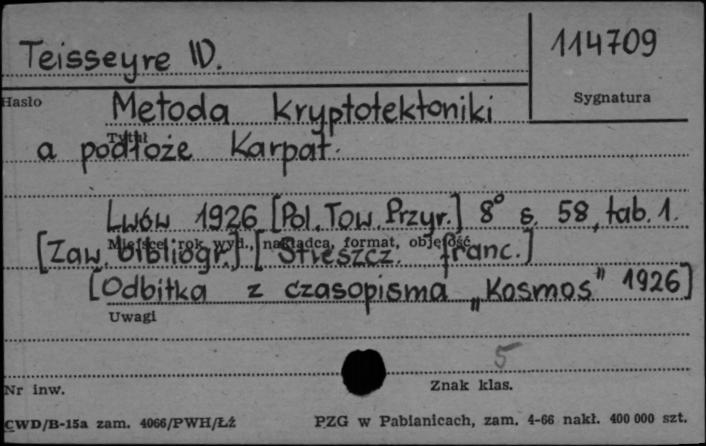 Teisseyre W.
114709
Hasło
Sygnatura
Metoda kryptotektoniki
Tytuł
a podłoże Karpat.
Lwów 1926 [Pol. Tow. Przyr.] 8° s. 58, tab. 1.
Miejsce, rok wyd., nakładca, format, objętość
[Zaw. bibliogr.] [Streszcz. franc.]
[Odbitka z czasopisma „Kosmos" 1926]
Uwagi
5
Nr inw.
Znak klas.
CWD/B-15a zam. 4066/PWH/Łź
PZG w Pabianicach, zam. 4-66 nakł. 400 000 szt.